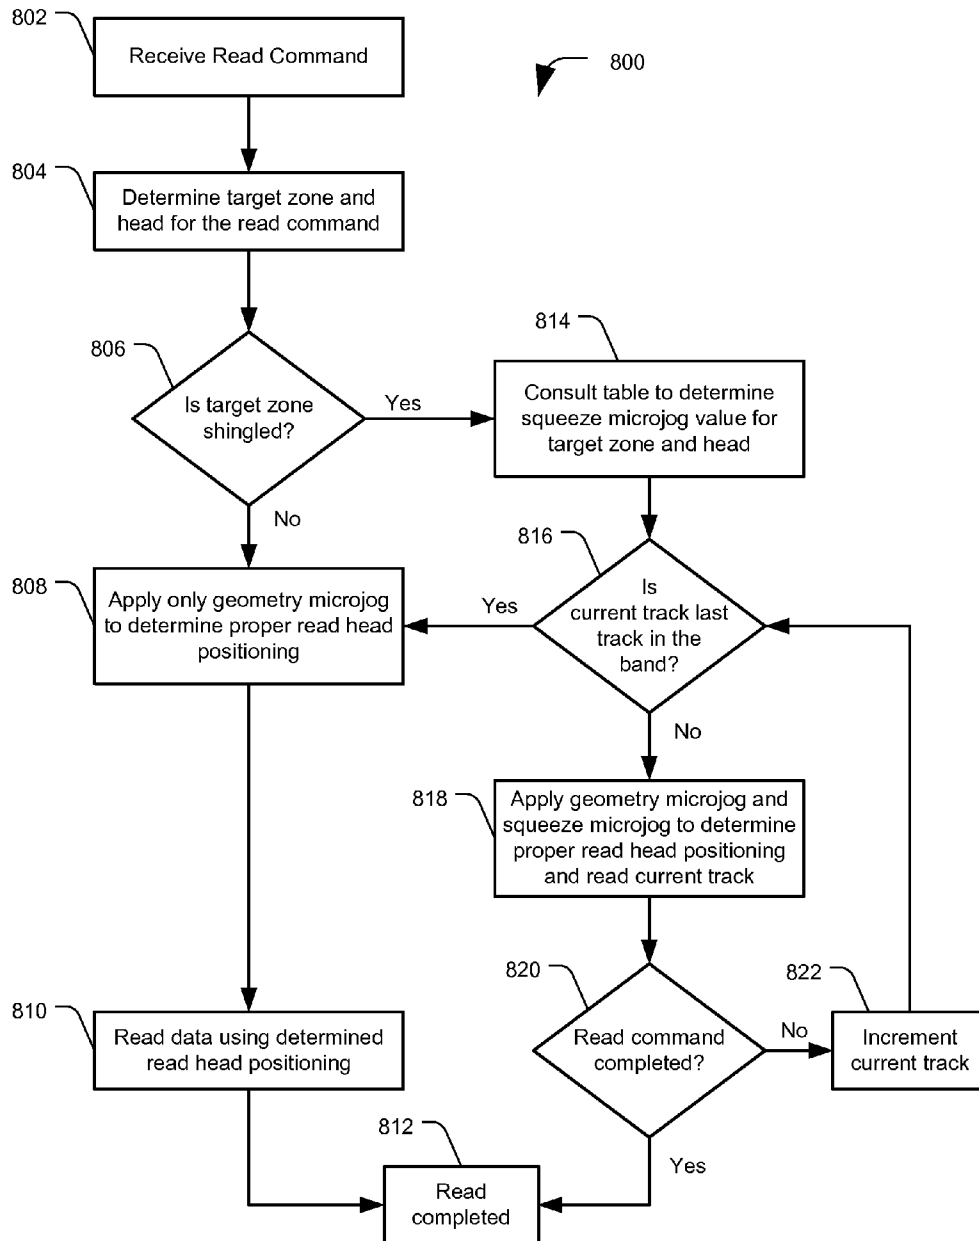 802
Receive Read Command
800
804
Determine target zone and
head for the read command
806
Is target zone
shingled?
Yes
No
814
Consult table to determine
squeeze microjog value for
target zone and head
816
Is
current track last
track in the
band?
Yes
No
808
Apply only geometry microjog
to determine proper read head
positioning
818
Apply geometry microjog and
squeeze microjog to determine
proper read head positioning
and read current track
820
Read command
completed?
No
Yes
822
Increment
current track
810
Read data using determined
read head positioning
812
Read
completed